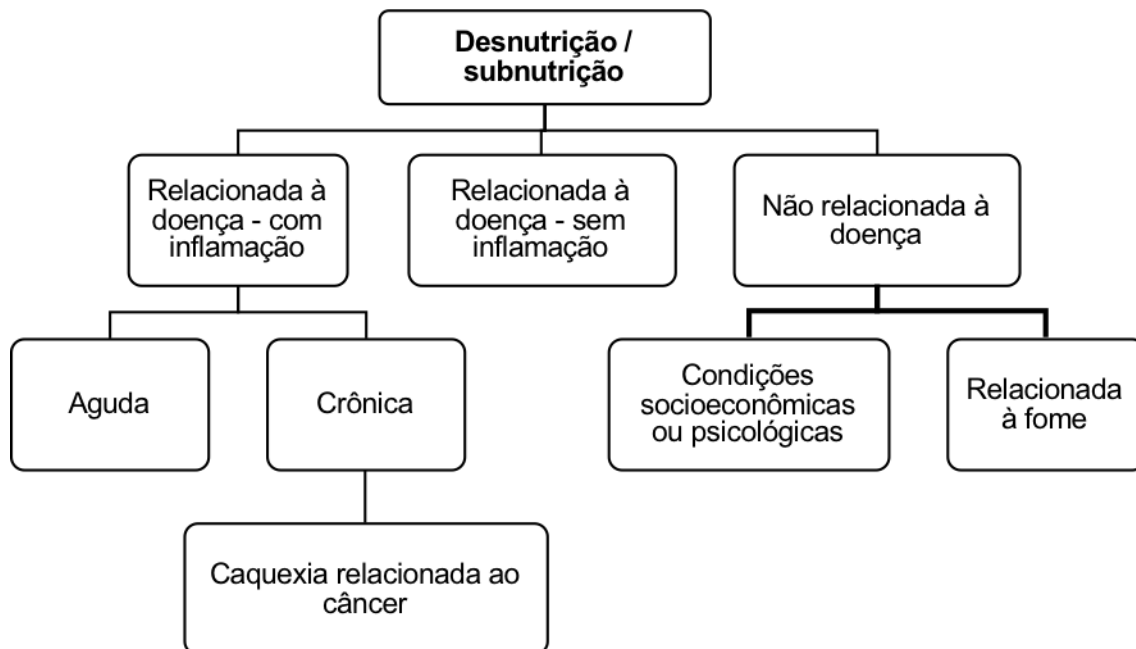 Desnutrição /
subnutrição
Relacionada à
doença - com
inflamação
Relacionada à
doença - sem
inflamação
Não relacionada à
doença
Aguda
Crônica
Condições
socioeconômicas
ou psicológicas
Relacionada
à fome
Caquexia relacionada ao
câncer